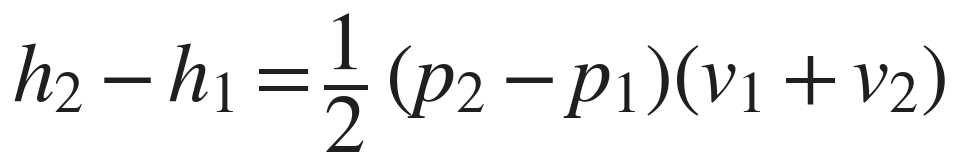 h₂ − h₁ = 1/2 (p₂ − p₁)(v₁ + v₂)